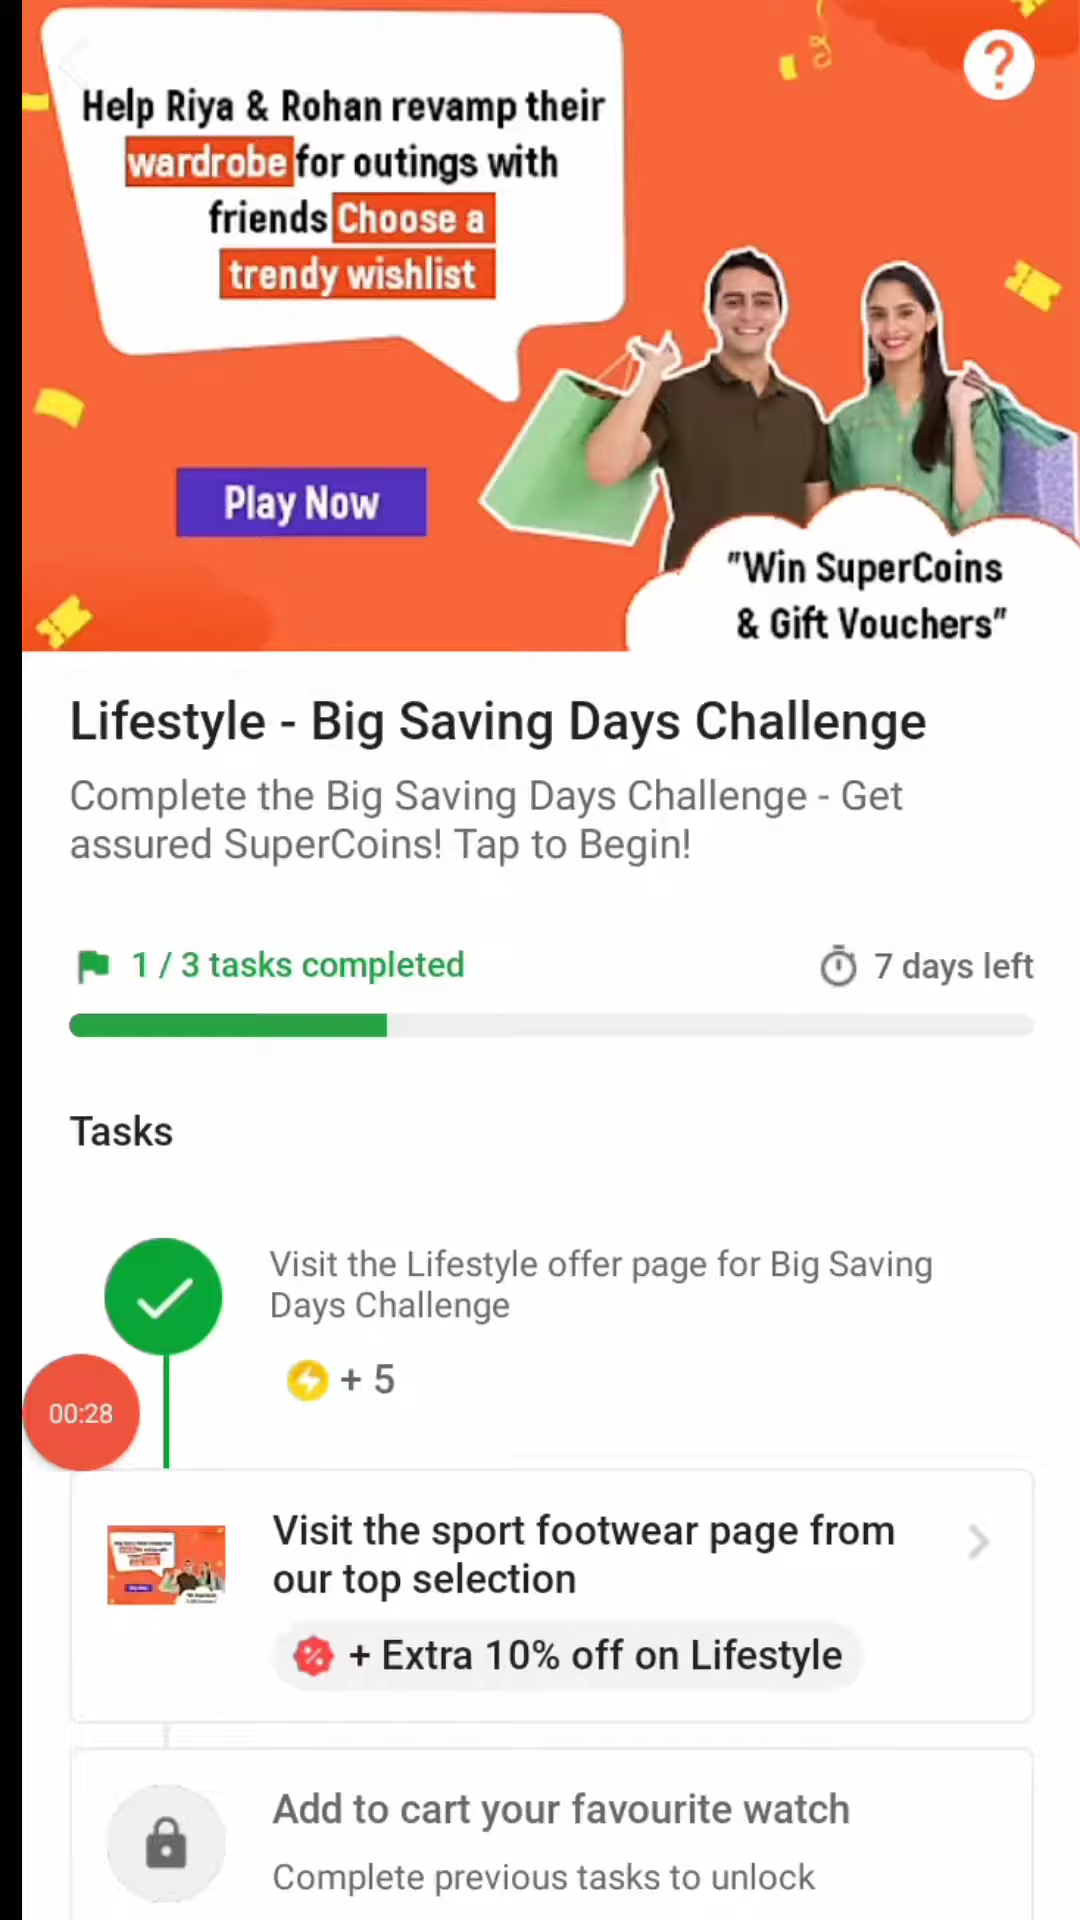 Help Riya & Rohan revamp their
wardrobe for outings with
friends Choose a
trendy wishlist
?
Play Now
"Win SuperCoins
& Gift Vouchers"
Lifestyle - Big Saving Days Challenge
Complete the Big Saving Days Challenge - Get
assured SuperCoins! Tap to Begin!
1 / 3 tasks completed
7 days left
Tasks
Visit the Lifestyle offer page for Big Saving
Days Challenge
+ 5
00:28
Visit the sport footwear page from
our top selection
+ Extra 10% off on Lifestyle
Add to cart your favourite watch
Complete previous tasks to unlock